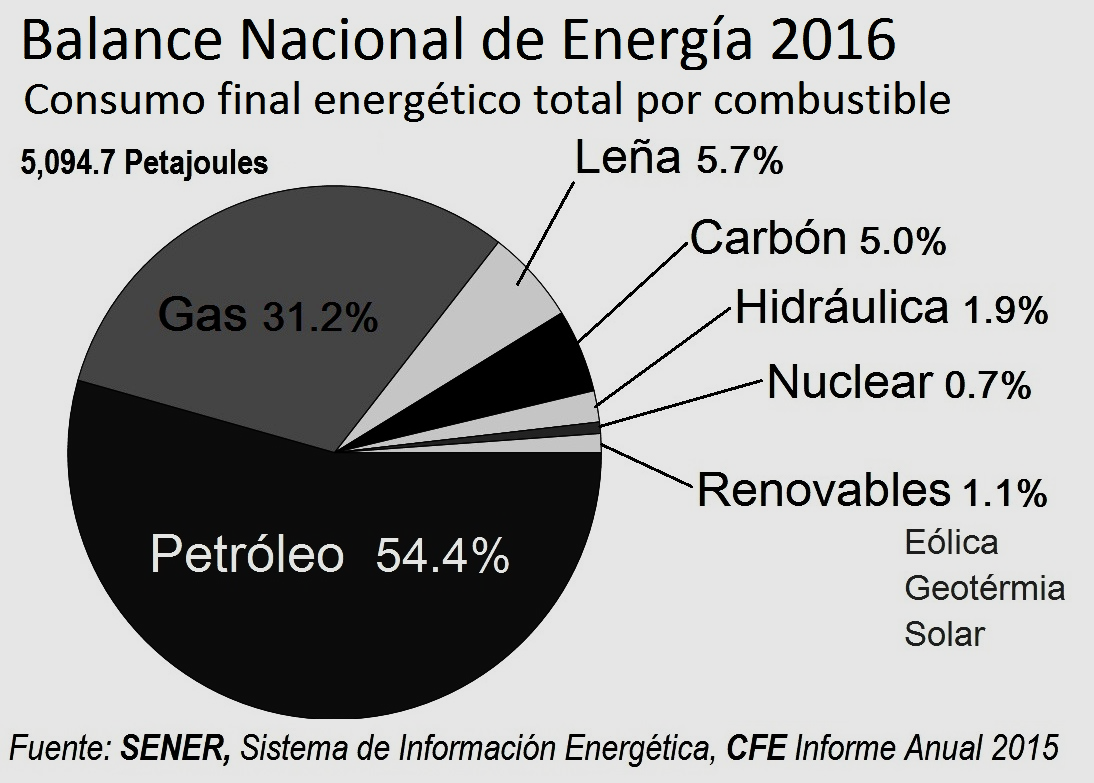 Balance Nacional de Energía 2016
Consumo final energético total por combustible
5,094.7 Petajoules
Leña 5.7%
Carbón 5.0%
Hidráulica 1.9%
Gas 31.2%
Nuclear 0.7%
Renovables 1.1%
Eólica
Geotérmia
Solar
Petróleo 54.4%
Fuente: SENER, Sistema de Información Energética, CFE Informe Anual 2015